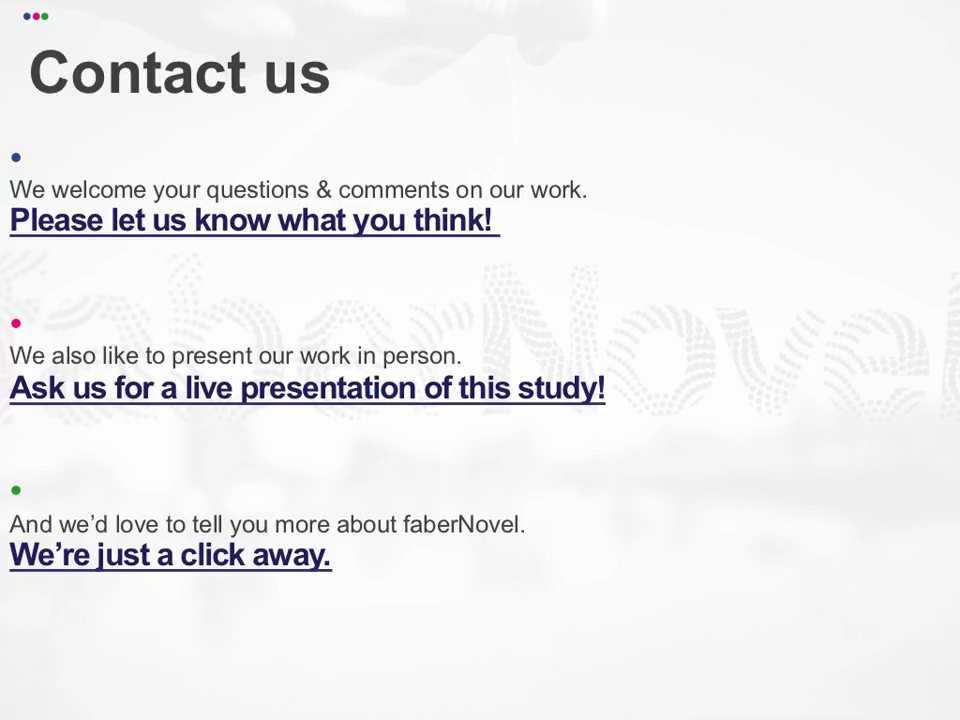 Contact us
We welcome your questions & comments on our work.
Please let us know what you think!
We also like to present our work in person.
Ask us for a live presentation of this study!
faberNovel
And we’d love to tell you more about faberNovel.
We’re just a click away.